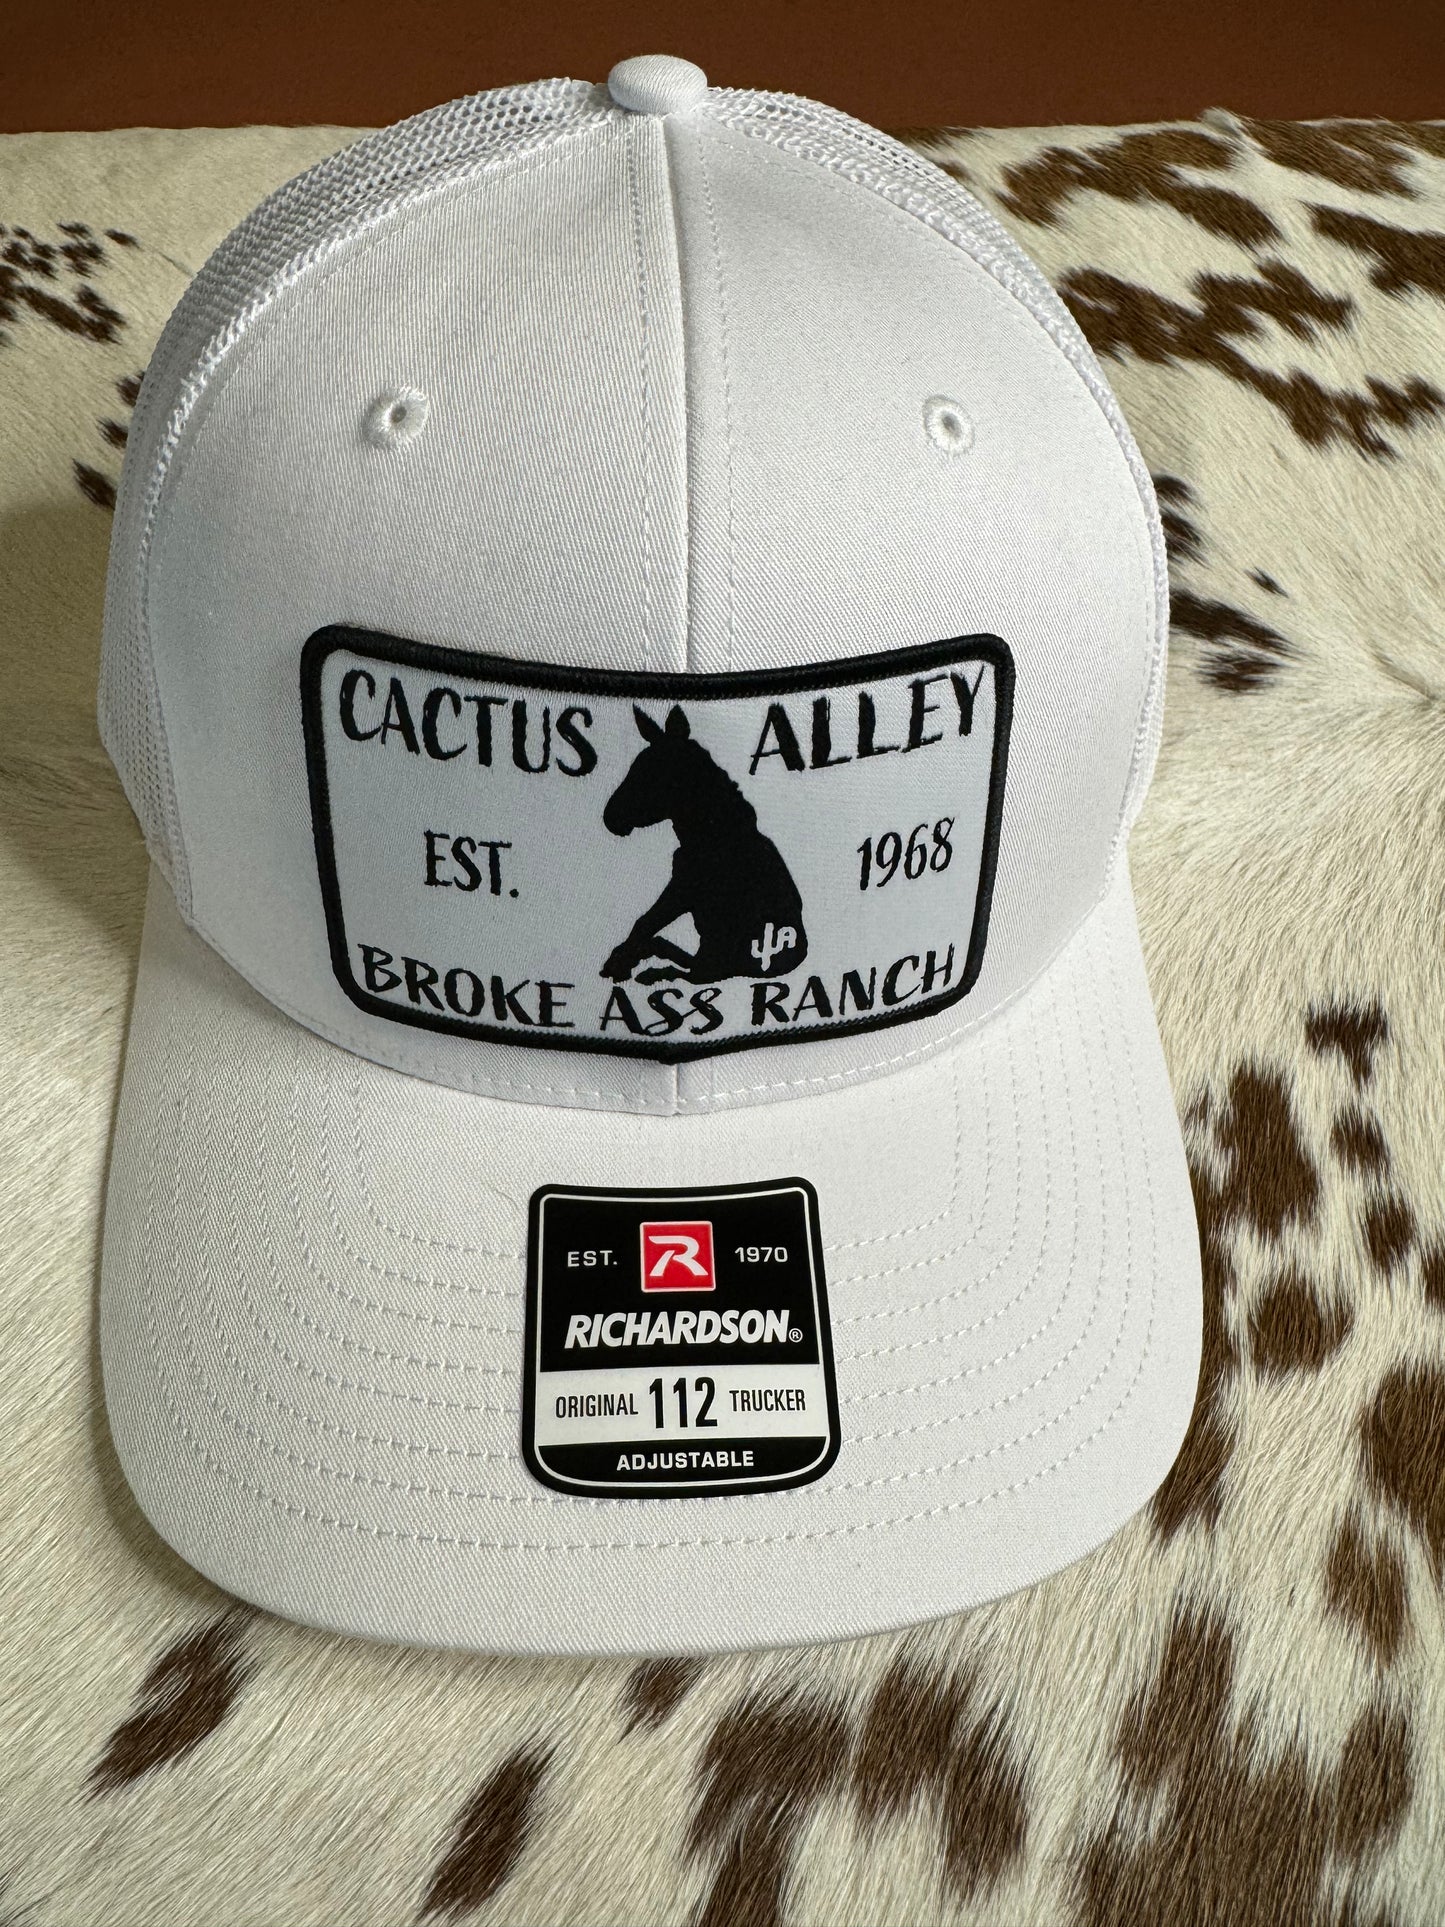 CACTUS ALLEY
EST. 1968
BROKE ASS RANCH
EST. R 1970
RICHARDSON®
ORIGINAL 112 TRUCKER
ADJUSTABLE